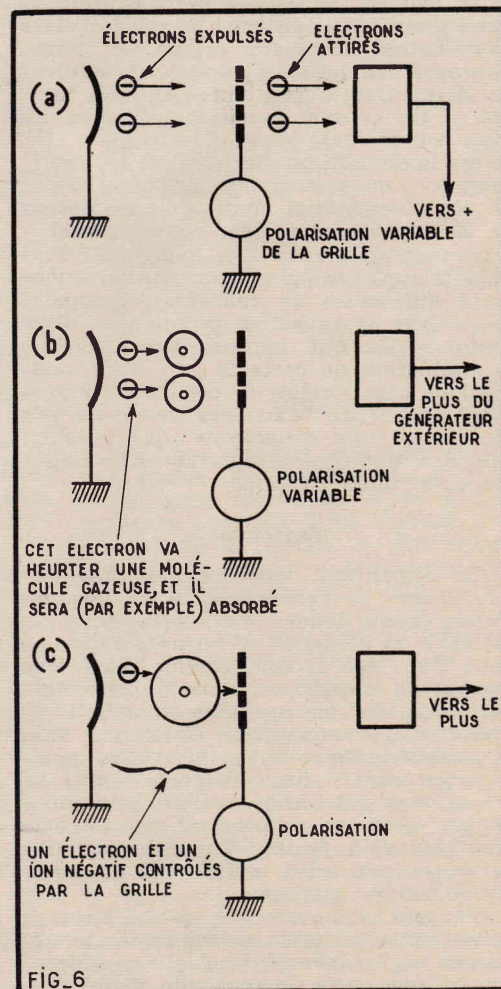 ÉLECTRONS EXPULSÉS
ELECTRONS
ATTIRÉS
(a)
VERS +
POLARISATION VARIABLE
DE LA GRILLE
(b)
VERS LE
PLUS DU
GÉNÉRATEUR
EXTÉRIEUR
POLARISATION
VARIABLE
CET ELECTRON VA
HEURTER UNE MOLÉ-
CULE GAZEUSE, ET IL
SERA (PAR EXEMPLE) ABSORBÉ
(c)
VERS LE
PLUS
POLARISATION
UN ÉLECTRON ET UN
ION NÉGATIF CONTRÔLÉS
PAR LA GRILLE
FIG_6